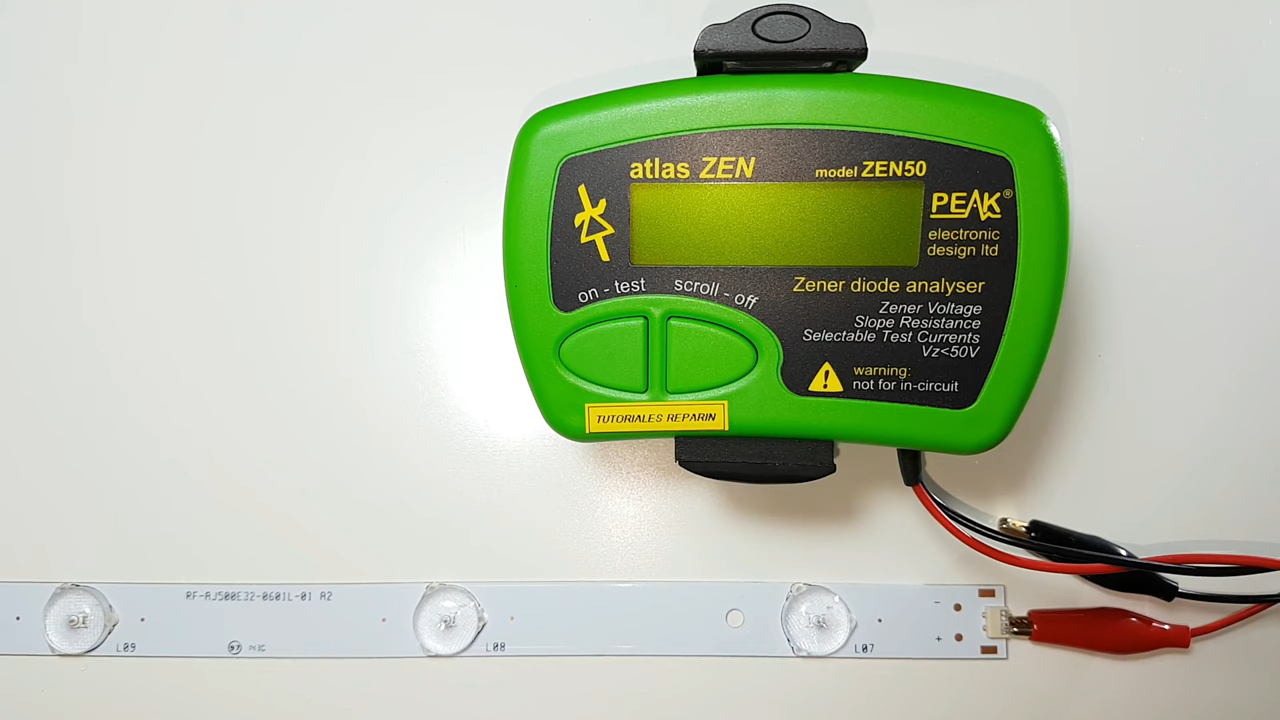 atlas ZEN
model ZEN50
PEAK®
electronic
design ltd
on - test
scroll - off
Zener diode analyser
Zener Voltage
Slope Resistance
Selectable Test Currents
Vz<50V
warning:
not for in-circuit
TUTORIALES REPARIN
RF-AJ500E32-0601L-01 A2
L09
L08
L07
-
+